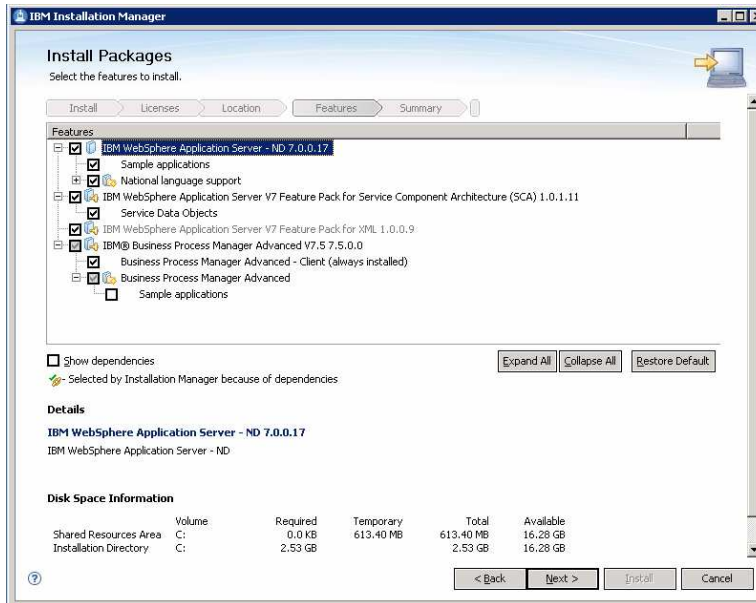 IBM Installation Manager
Install Packages
Select the features to install.
Install Licenses Location Features Summary
Features
IBM WebSphere Application Server - ND 7.0.0.17
Sample applications
National language support
IBM WebSphere Application Server V7 Feature Pack for Service Component Architecture (SCA) 1.0.1.11
Service Data Objects
IBM WebSphere Application Server V7 Feature Pack for XML 1.0.0.9
IBM® Business Process Manager Advanced V7.5 7.5.0.0
Business Process Manager Advanced - Client (always installed)
Business Process Manager Advanced
Sample applications
Show dependencies Expand All Collapse All Restore Default
- Selected by Installation Manager because of dependencies
Details
IBM WebSphere Application Server - ND 7.0.0.17
IBM WebSphere Application Server - ND
Disk Space Information
Volume Required Temporary Total Available
Shared Resources Area C: 0.0 KB 613.40 MB 613.40 MB 16.28 GB
Installation Directory C: 2.53 GB 2.53 GB 16.28 GB
? < Back Next > Install Cancel